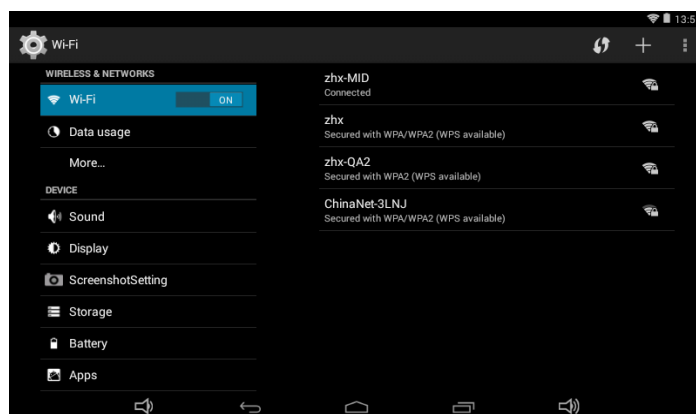 13:5
Wi-Fi
WIRELESS & NETWORKS
Wi-Fi ON
Data usage
More...
DEVICE
Sound
Display
ScreenshotSetting
Storage
Battery
Apps
zhx-MID
Connected
zhx
Secured with WPA/WPA2 (WPS available)
zhx-QA2
Secured with WPA2 (WPS available)
ChinaNet-3LNJ
Secured with WPA/WPA2 (WPS available)